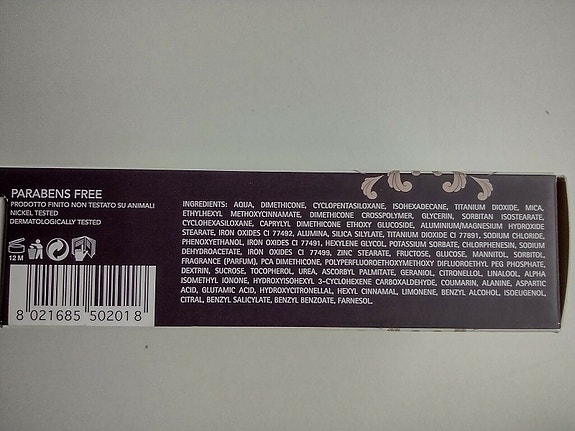 PARABENS FREE
PRODOTTO FINITO NON TESTATO SU ANIMALI
NICKEL TESTED
DERMATOLOGICALLY TESTED
12 M
8 021685 50201 8
INGREDIENTS: AQUA, DIMETHICONE, CYCLOPENTASILOXANE, ISOHEXADECANE, TITANIUM DIOXIDE, MICA,
ETHYLHEXYL METHOXYCINNAMATE, DIMETHICONE CROSSPOLYMER, GLYCERIN, SORBITAN ISOSTEARATE,
CYCLOHEXASILOXANE, CAPRYLYL DIMETHICONE ETHOXY GLUCOSIDE, ALUMINIUM/MAGNESIUM HYDROXIDE
STEARATE, IRON OXIDES CI 77492, ALUMINA, SILICA SILYLATE, TITANIUM DIOXIDE CI 77891, SODIUM CHLORIDE,
PHENOXYETHANOL, IRON OXIDES CI 77491, HEXYLENE GLYCOL, POTASSIUM SORBATE, CHLORPHENESIN, SODIUM
DEHYDROACETATE, IRON OXIDES CI 77499, ZINC STEARATE, FRUCTOSE, GLUCOSE, MANNITOL, SORBITOL,
FRAGRANCE (PARFUM), PCA DIMETHICONE, POLYPERFLUOROETHOXYMETHOXY DIFLUOROETHYL PEG PHOSPHATE,
DEXTRIN, SUCROSE, TOCOPHEROL, UREA, ASCORBYL PALMITATE, GERANIOL, CITRONELLOL, LINALOOL, ALPHA
ISOMETHYL IONONE, HYDROXYISOHEXYL 3-CYCLOHEXENE CARBOXALDEHYDE, COUMARIN, ALANINE, ASPARTIC
ACID, GLUTAMIC ACID, HYDROXYCITRONELLAL, HEXYL CINNAMAL, LIMONENE, BENZYL ALCOHOL, ISOEUGENOL,
CITRAL, BENZYL SALICYLATE, BENZYL BENZOATE, FARNESOL.